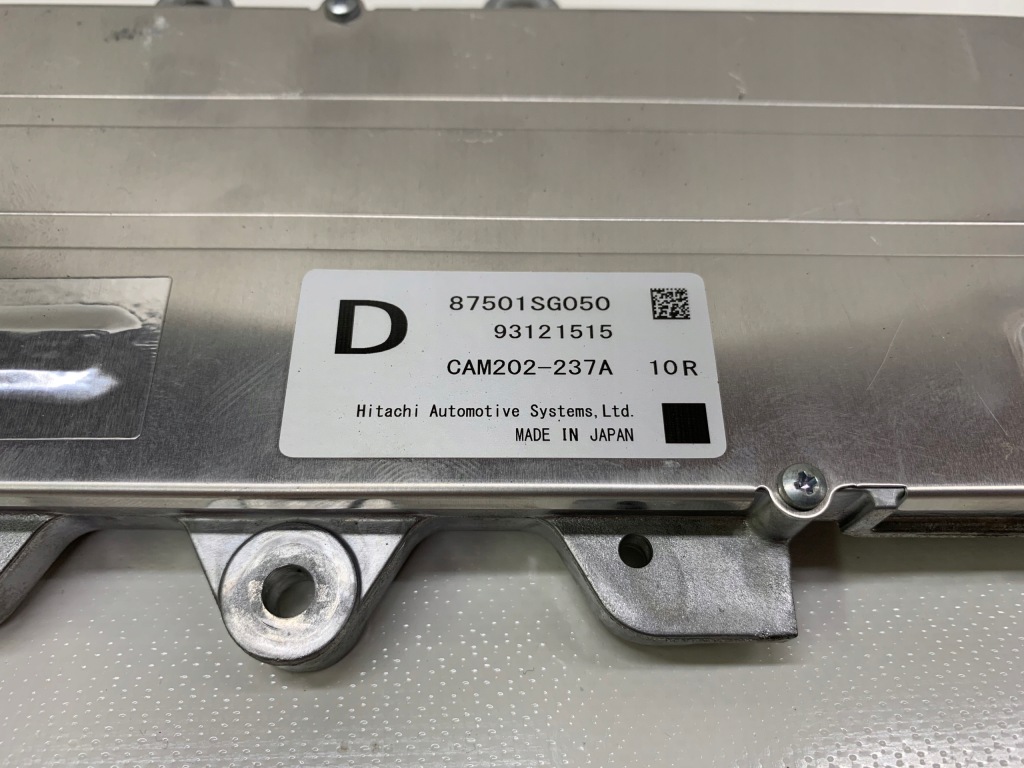 D
87501SG050
93121515
CAM202-237A 10R
Hitachi Automotive Systems,Ltd.
MADE IN JAPAN